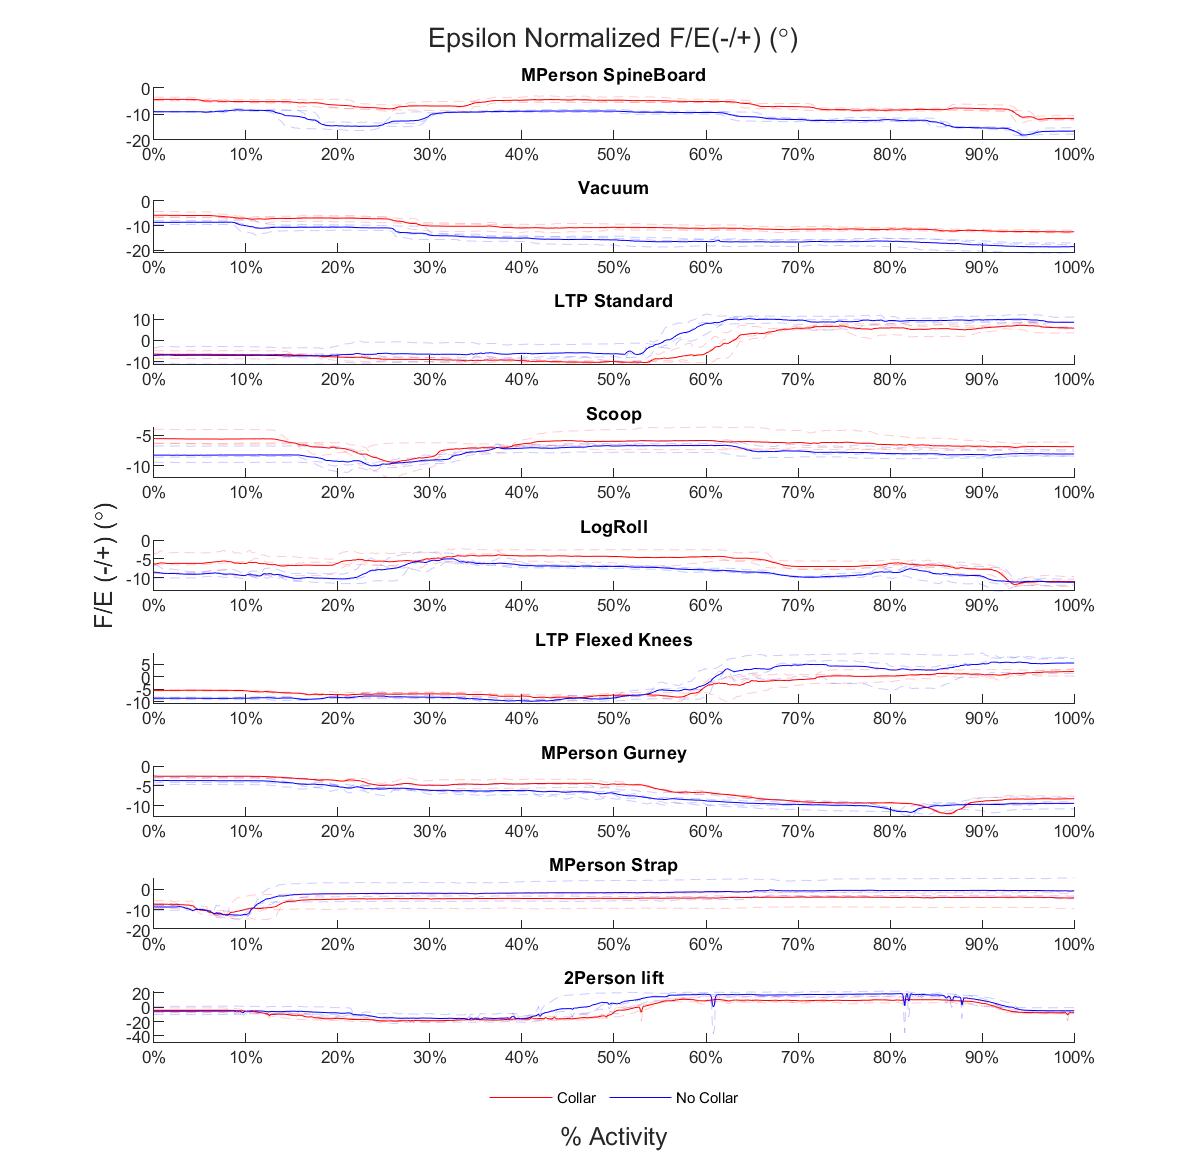 Epsilon Normalized F/E(-/+) (°)
MPerson SpineBoard
0
-10
-20
0% 10% 20% 30% 40% 50% 60% 70% 80% 90% 100%
Vacuum
0
-10
-20
0% 10% 20% 30% 40% 50% 60% 70% 80% 90% 100%
LTP Standard
10
0
-10
0% 10% 20% 30% 40% 50% 60% 70% 80% 90% 100%
Scoop
-5
-10
0% 10% 20% 30% 40% 50% 60% 70% 80% 90% 100%
F/E (-/+) (°)
LogRoll
0
-5
-10
0% 10% 20% 30% 40% 50% 60% 70% 80% 90% 100%
LTP Flexed Knees
5
0
-5
-10
0% 10% 20% 30% 40% 50% 60% 70% 80% 90% 100%
MPerson Gurney
0
-5
-10
0% 10% 20% 30% 40% 50% 60% 70% 80% 90% 100%
MPerson Strap
0
-10
-20
0% 10% 20% 30% 40% 50% 60% 70% 80% 90% 100%
2Person lift
20
0
-20
-40
0% 10% 20% 30% 40% 50% 60% 70% 80% 90% 100%
Collar No Collar
% Activity